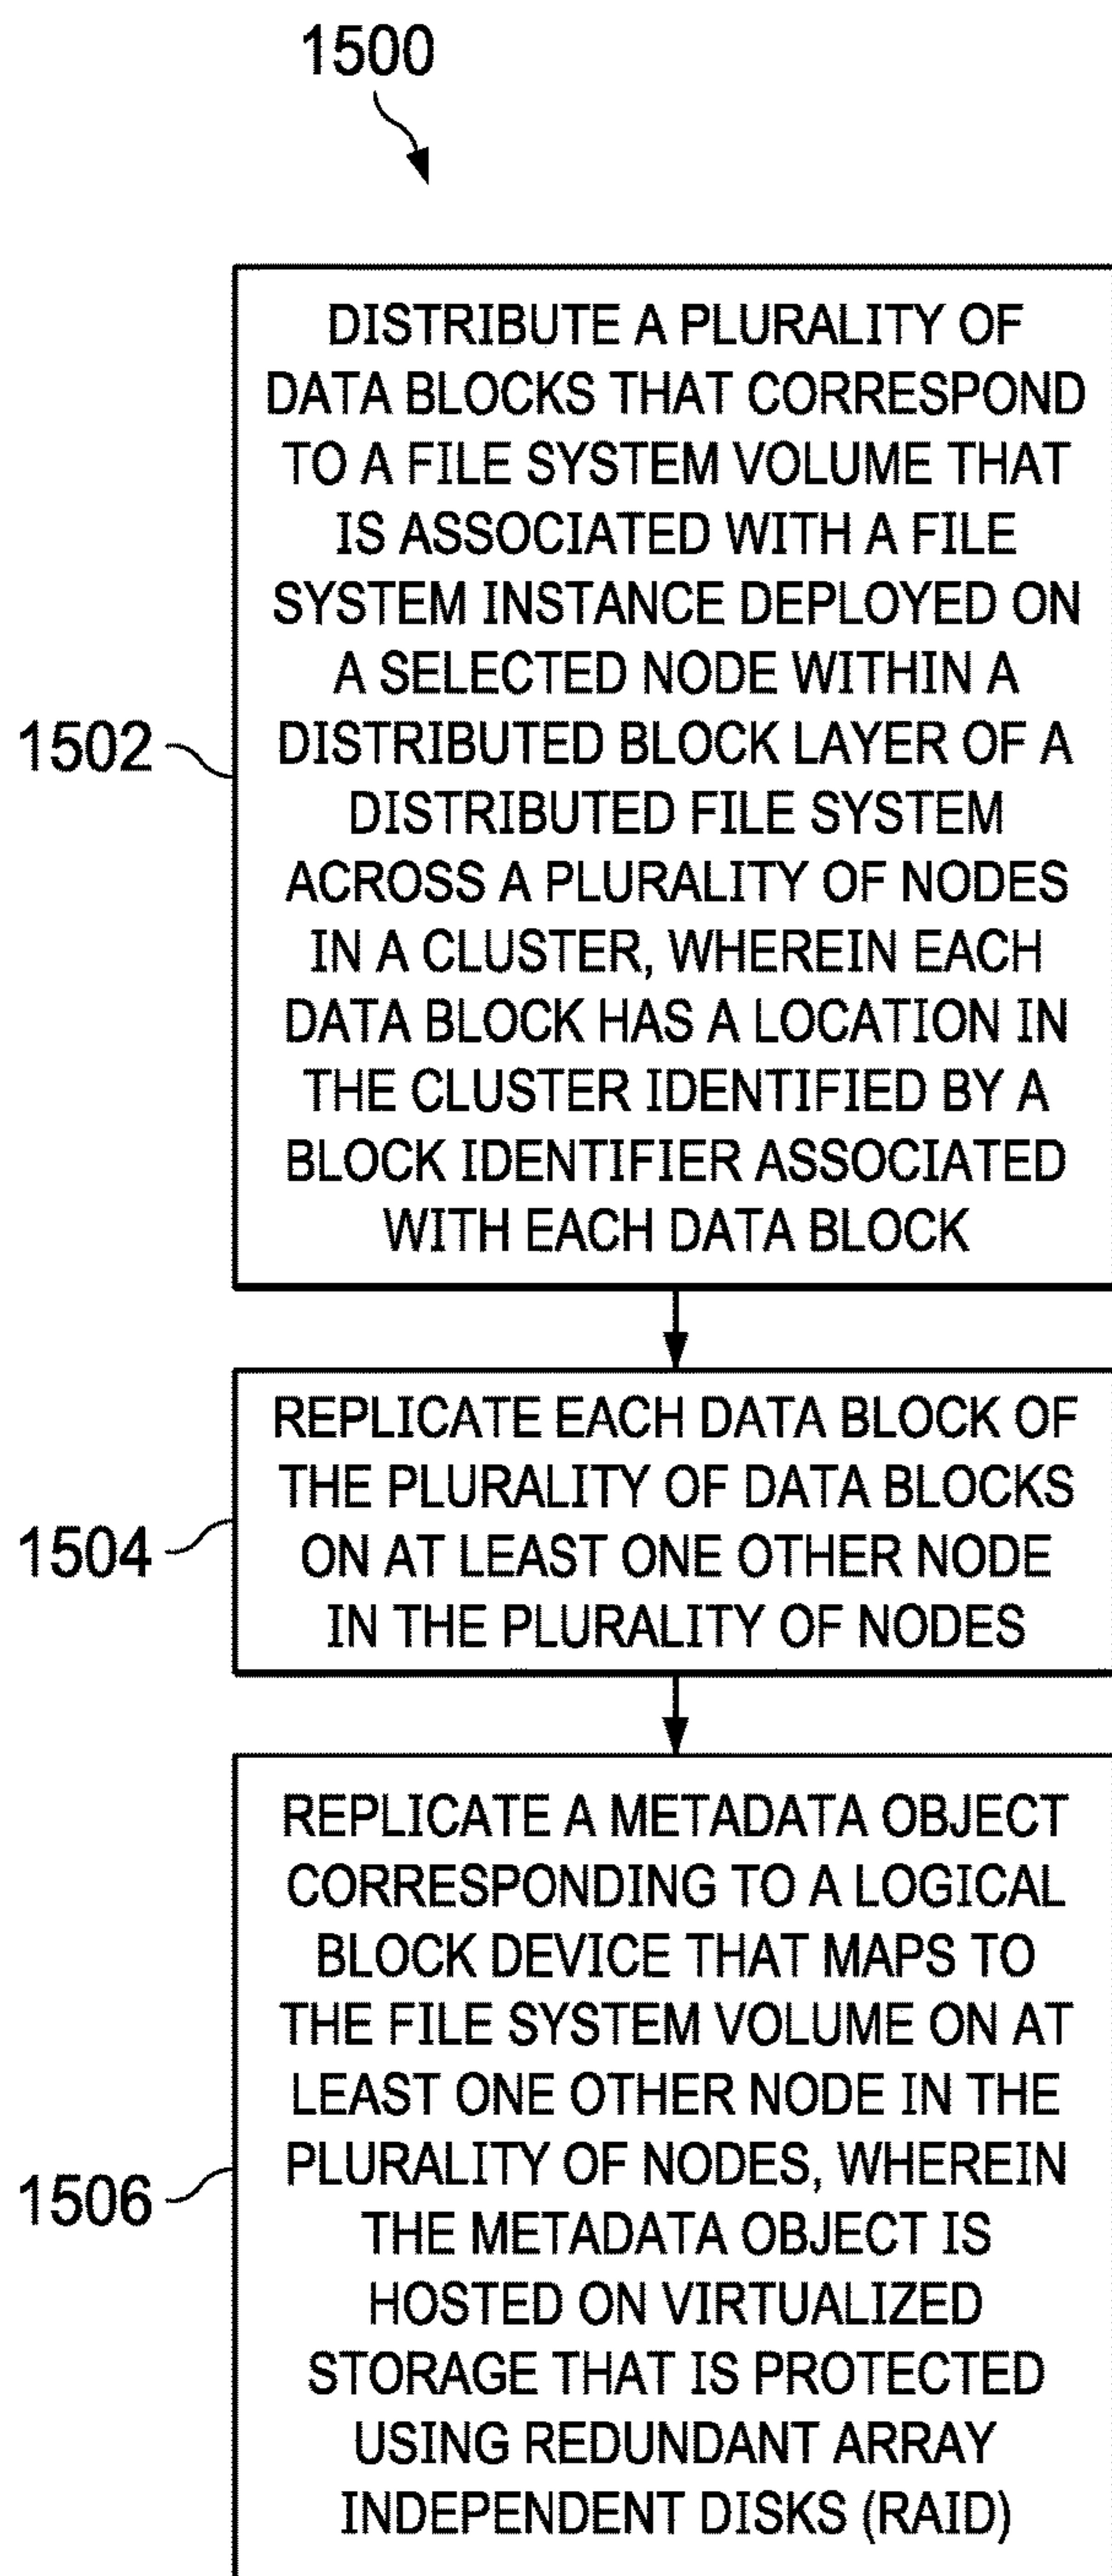 1500
DISTRIBUTE A PLURALITY OF
DATA BLOCKS THAT CORRESPOND
TO A FILE SYSTEM VOLUME THAT
IS ASSOCIATED WITH A FILE
SYSTEM INSTANCE DEPLOYED ON
A SELECTED NODE WITHIN A
DISTRIBUTED BLOCK LAYER OF A
DISTRIBUTED FILE SYSTEM
ACROSS A PLURALITY OF NODES
IN A CLUSTER, WHEREIN EACH
DATA BLOCK HAS A LOCATION IN
THE CLUSTER IDENTIFIED BY A
BLOCK IDENTIFIER ASSOCIATED
WITH EACH DATA BLOCK
1502
REPLICATE EACH DATA BLOCK OF
THE PLURALITY OF DATA BLOCKS
ON AT LEAST ONE OTHER NODE
IN THE PLURALITY OF NODES
1504
REPLICATE A METADATA OBJECT
CORRESPONDING TO A LOGICAL
BLOCK DEVICE THAT MAPS TO
THE FILE SYSTEM VOLUME ON AT
LEAST ONE OTHER NODE IN THE
PLURALITY OF NODES, WHEREIN
THE METADATA OBJECT IS
HOSTED ON VIRTUALIZED
STORAGE THAT IS PROTECTED
USING REDUNDANT ARRAY
INDEPENDENT DISKS (RAID)
1506